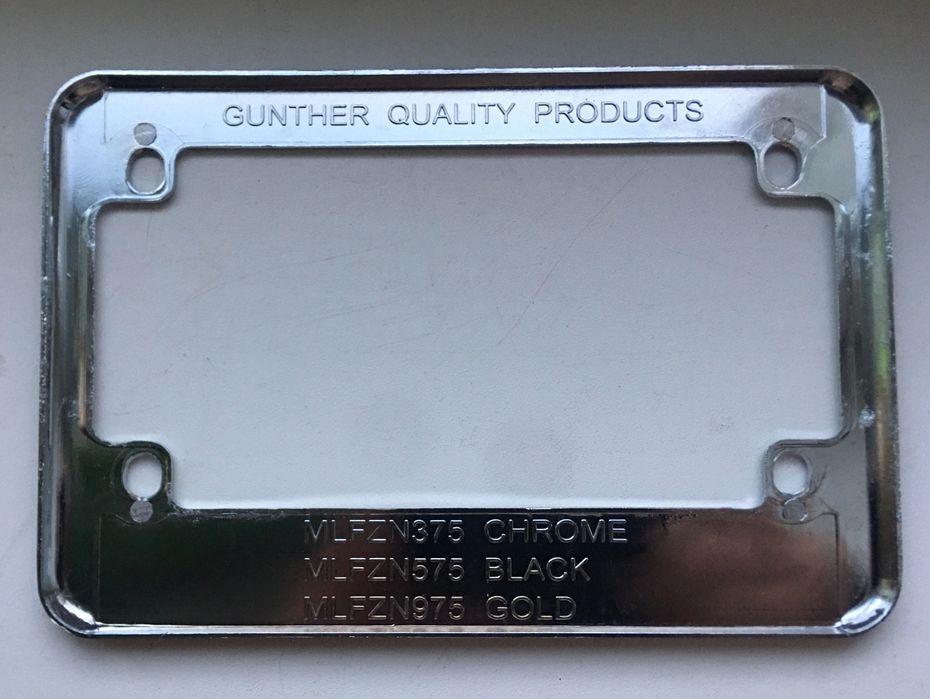 GUNTHER QUALITY PRODUCTS
MLFZN375 CHROME
MLFZN575 BLACK
MLFZN975 GOLD